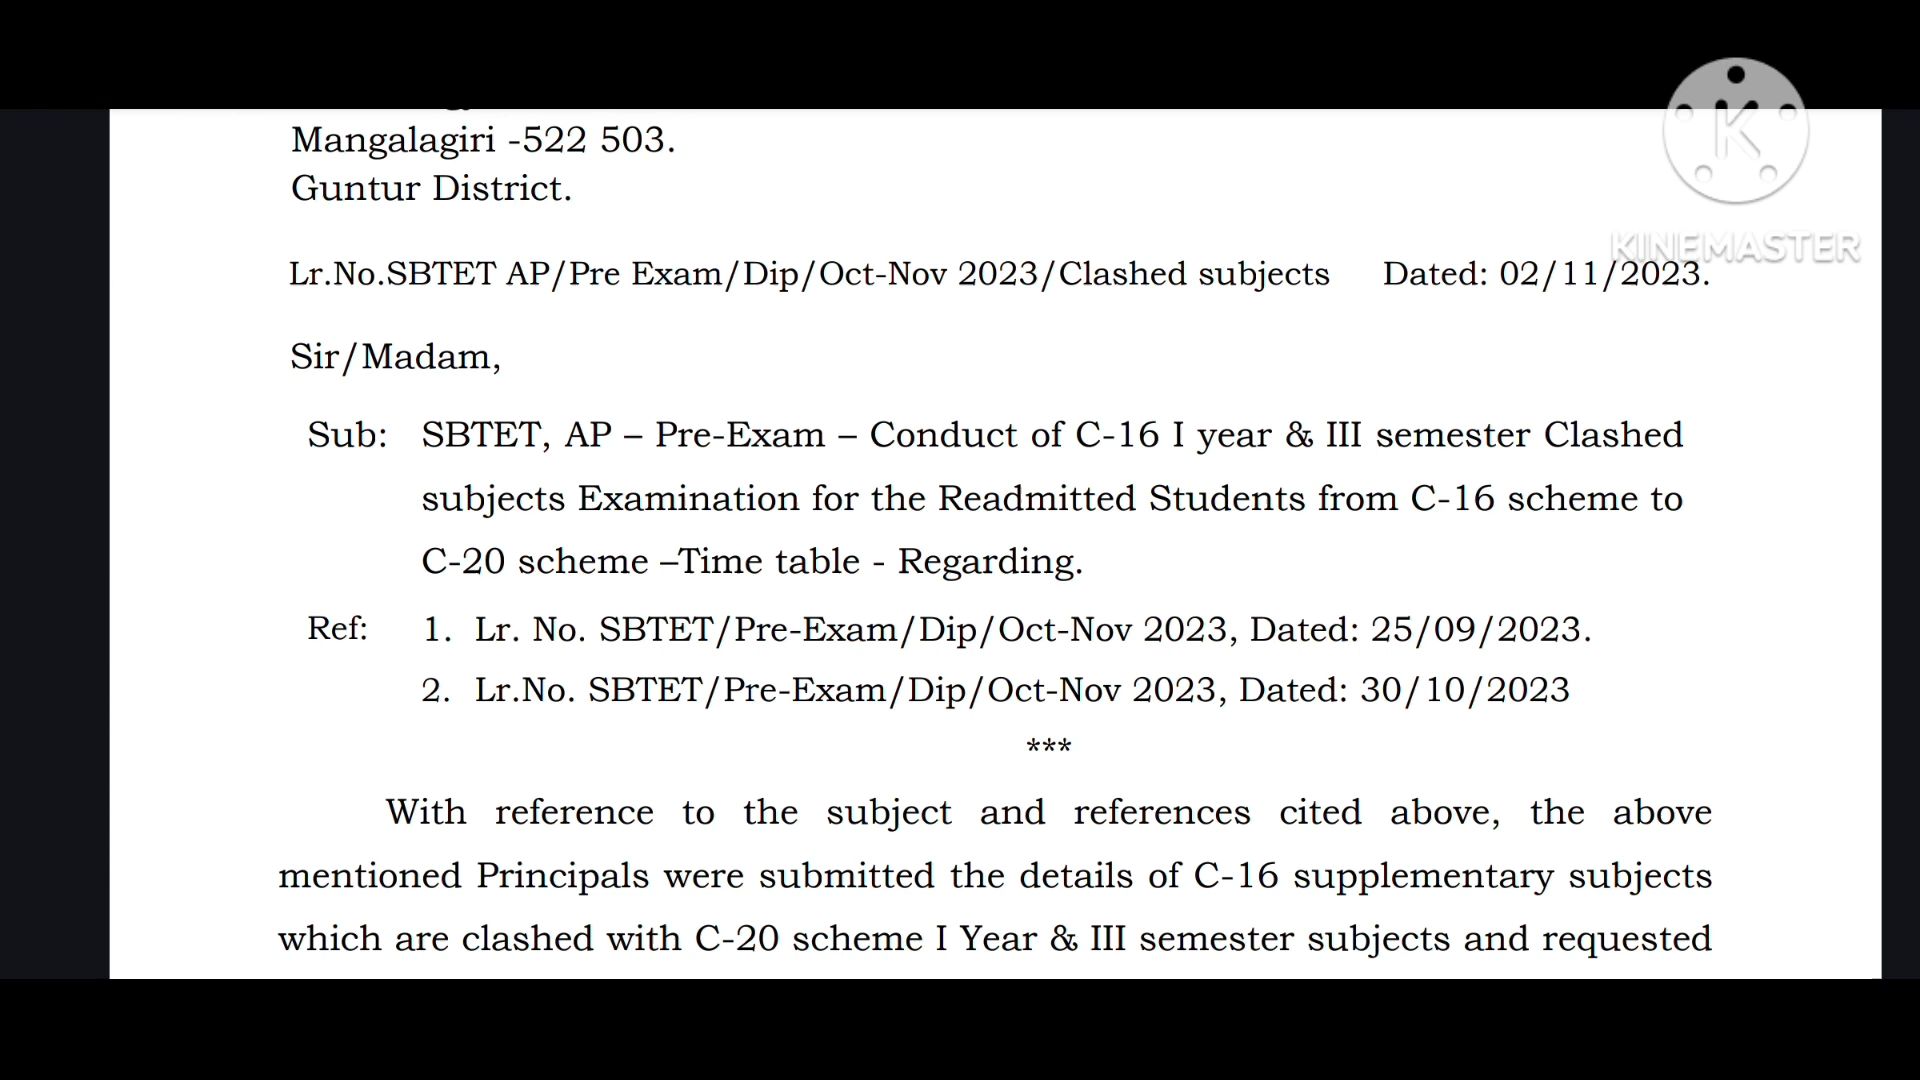 Mangalagiri -522 503.
Guntur District.
Lr.No.SBTET AP/Pre Exam/Dip/Oct-Nov 2023/Clashed subjects Dated: 02/11/2023.
Sir/Madam,
Sub: SBTET, AP – Pre-Exam – Conduct of C-16 I year & III semester Clashed
subjects Examination for the Readmitted Students from C-16 scheme to
C-20 scheme –Time table - Regarding.
Ref: 1. Lr. No. SBTET/Pre-Exam/Dip/Oct-Nov 2023, Dated: 25/09/2023.
2. Lr.No. SBTET/Pre-Exam/Dip/Oct-Nov 2023, Dated: 30/10/2023
***
With reference to the subject and references cited above, the above
mentioned Principals were submitted the details of C-16 supplementary subjects
which are clashed with C-20 scheme I Year & III semester subjects and requested
K
KINEMASTER